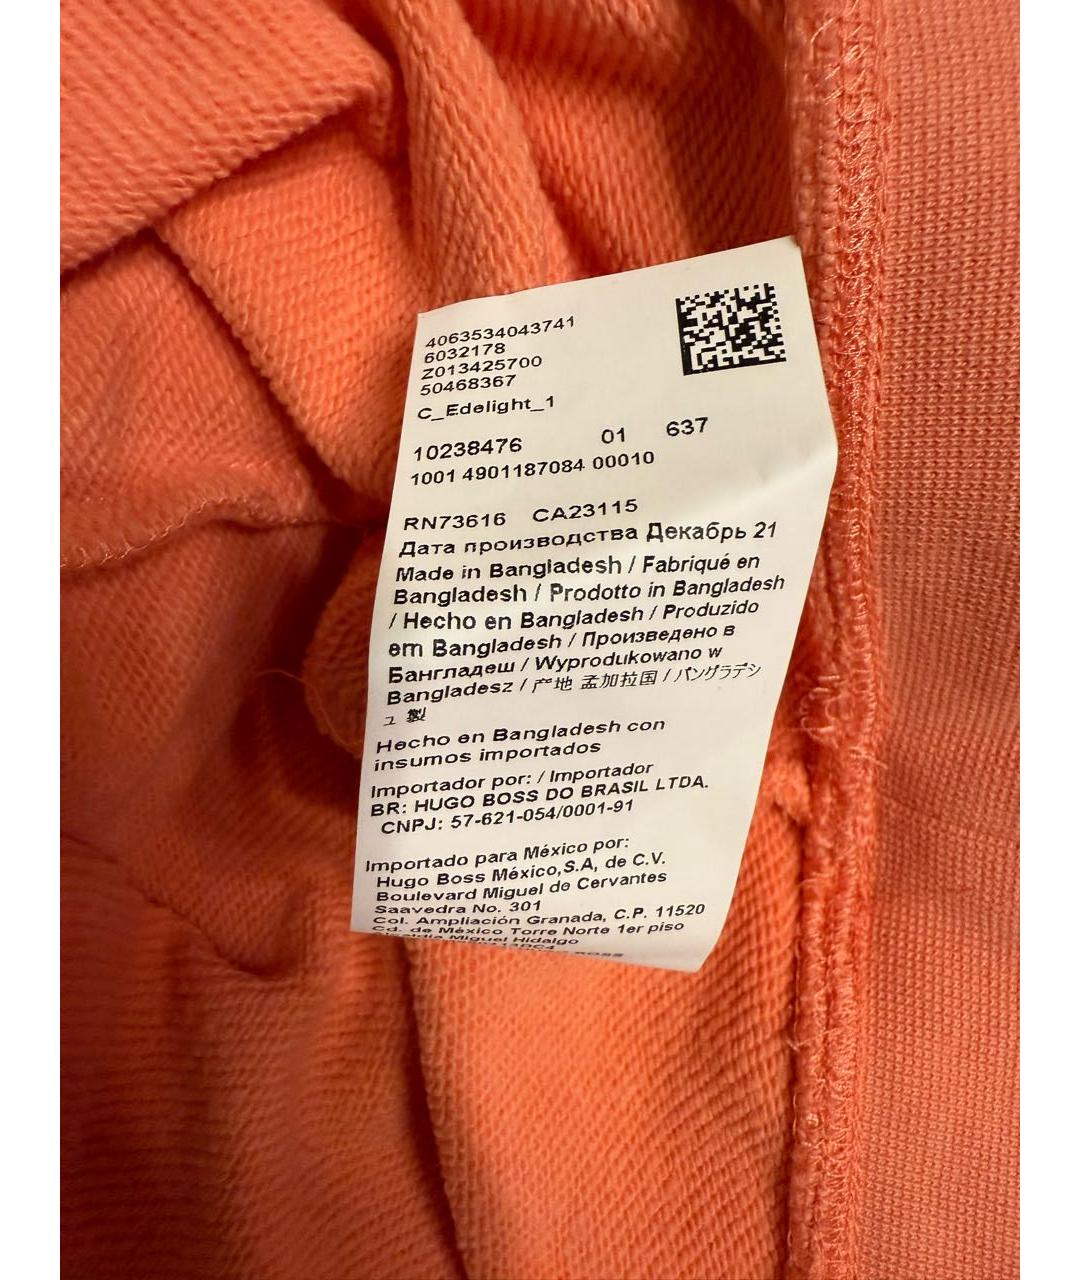 4063534043741
6032178
Z013425700
50468367
C_Edelight_1
10238476 01 637
1001 4901187084 00010
RN73616 CA23115
Дата производства Декабрь 21
Made in Bangladesh / Fabriqué en
Bangladesh / Prodotto in Bangladesh
/ Hecho en Bangladesh / Produzido
em Bangladesh / Произведено в
Бангладеш / Wyprodukowano w
Bangladesz / 产地 孟加拉国 / バングラデシ
ュ 製
Hecho en Bangladesh con
insumos importados
Importador por: / Importador
BR: HUGO BOSS DO BRASIL LTDA.
CNPJ: 57-621-054/0001-91
Importado para México por:
Hugo Boss México,S.A, de C.V.
Boulevard Miguel de Cervantes
Saavedra No. 301
Col. Ampliación Granada, C.P. 11520
Cd. de México Torre Norte 1er piso
Miguel Hidalgo
BOSS